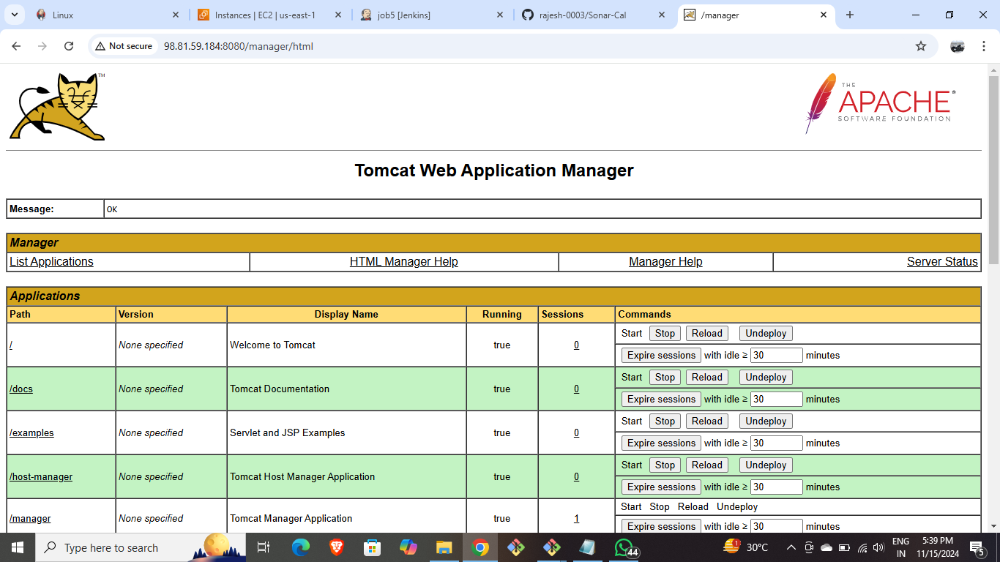 Linux
Instances | EC2 | us-east-1
job5 [Jenkins]
rajesh-0003/Sonar-Cal
/manager
Not secure
98.81.59.184:8080/manager/html
TM
THE
APACHE®
SOFTWARE FOUNDATION
Tomcat Web Application Manager
Message: OK
Manager
List Applications HTML Manager Help Manager Help Server Status
Applications
Path Version Display Name Running Sessions Commands
/ None specified Welcome to Tomcat true 0 Start Stop Reload Undeploy
Expire sessions with idle ≥ 30 minutes
/docs None specified Tomcat Documentation true 0 Start Stop Reload Undeploy
Expire sessions with idle ≥ 30 minutes
/examples None specified Servlet and JSP Examples true 0 Start Stop Reload Undeploy
Expire sessions with idle ≥ 30 minutes
/host-manager None specified Tomcat Host Manager Application true 0 Start Stop Reload Undeploy
Expire sessions with idle ≥ 30 minutes
/manager None specified Tomcat Manager Application true 1 Start Stop Reload Undeploy
Expire sessions with idle ≥ 30 minutes
Type here to search
44
1
30°C
ENG
IN
5:39 PM
11/15/2024
5